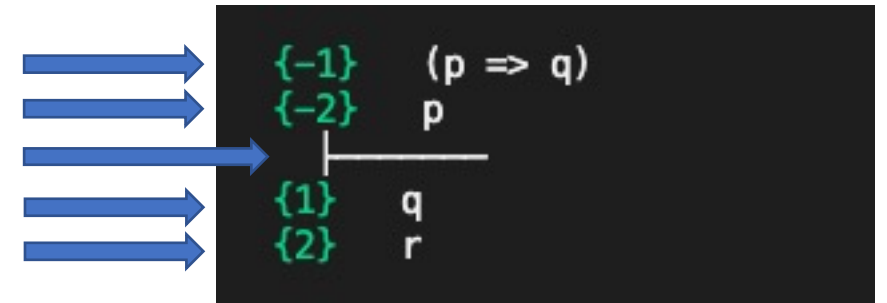 {-1} (p => q)
{-2} p
|———
{1} q
{2} r